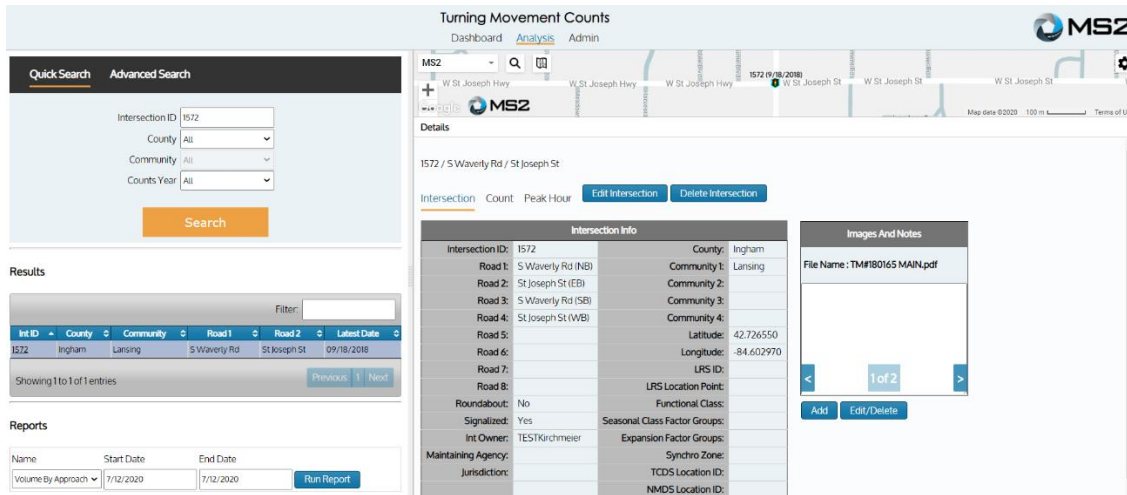 Turning Movement Counts
Dashboard Analysis Admin
MS2
Quick Search Advanced Search
Intersection ID 1572
County All
Community All
Counts Year All
Search
Results
Filter:
Int ID County Community Road 1 Road 2 Latest Date
1572 Ingham Lansing S Waverly Rd St Joseph St 09/18/2018
Showing 1 to 1 of 1 entries
Previous 1 Next
Reports
Name Start Date End Date
Volume By Approach 7/12/2020 7/12/2020 Run Report
MS2
W St Joseph Hwy W St Joseph Hwy W St Joseph Hwy 1572 (9/18/2018) W St Joseph St W St Joseph St W St Joseph St
MS2
Map data ©2020 100 m Terms of U
Details
1572 / S Waverly Rd / St Joseph St
Intersection Count Peak Hour Edit Intersection Delete Intersection
Intersection Info
Intersection ID: 1572 County: Ingham
Road 1: S Waverly Rd (NB) Community 1: Lansing
Road 2: St Joseph St (EB) Community 2:
Road 3: S Waverly Rd (SB) Community 3:
Road 4: St Joseph St (WB) Community 4:
Road 5: Latitude: 42.726550
Road 6: Longitude: -84.602970
Road 7: LRS ID:
Road 8: LRS Location Point:
Roundabout: No Functional Class:
Signalized: Yes Seasonal Class Factor Groups:
Int Owner: TESTKirchmeier Expansion Factor Groups:
Maintaining Agency: Synchro Zone:
Jurisdiction: TCDS Location ID:
NMDS Location ID:
Images And Notes
File Name : TM#180165 MAIN.pdf
< 1 of 2 >
Add Edit/Delete